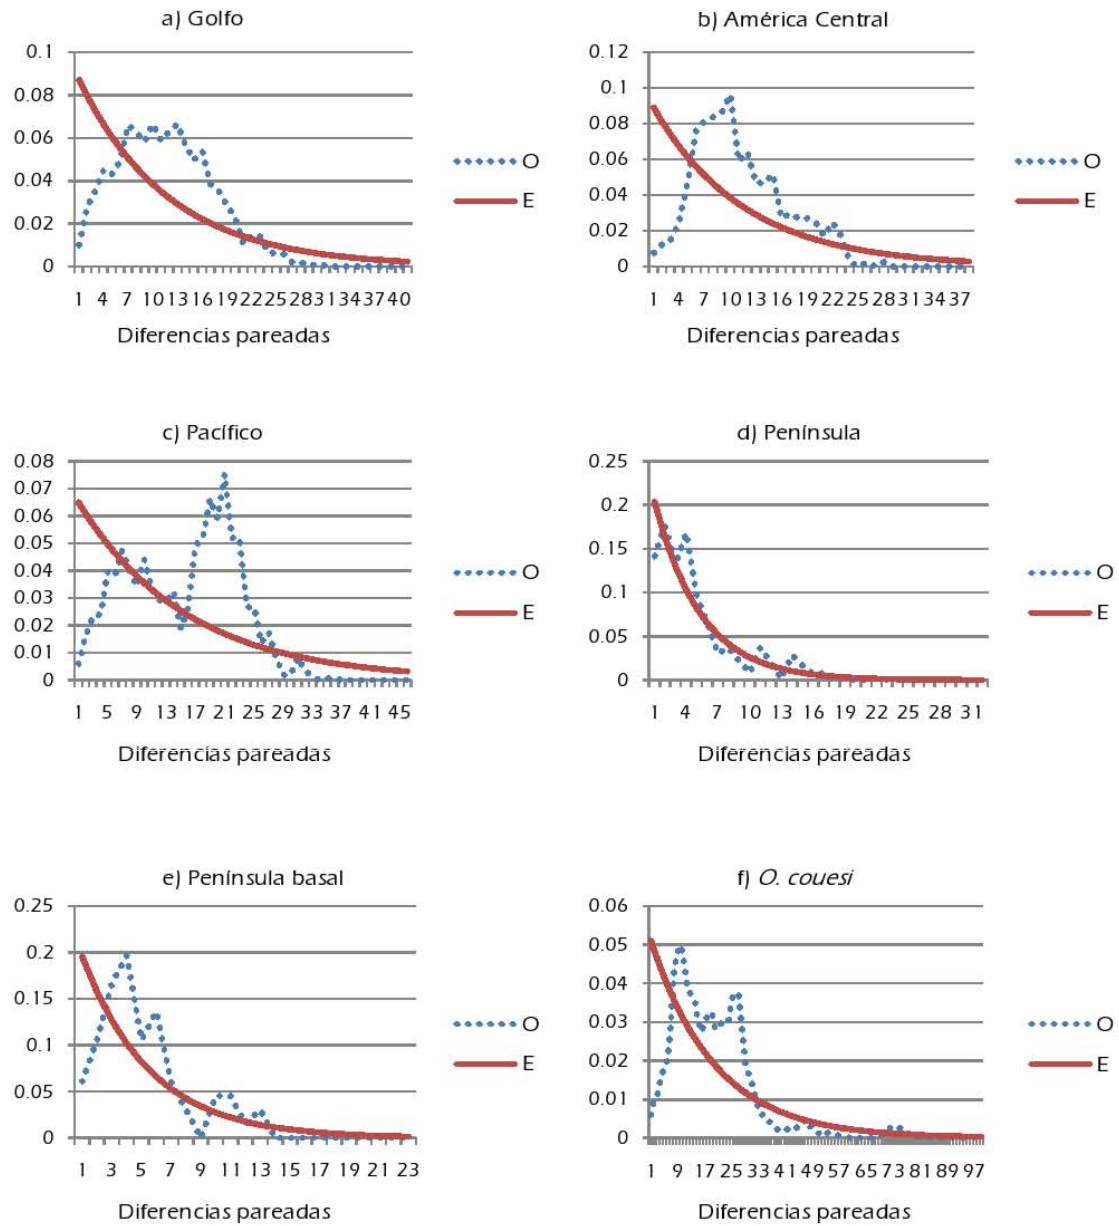 a) Golfo
0.1
0.08
0.06
0.04
0.02
0
1 4 7 10 13 16 19 22 25 28 31 34 37 40
Diferencias pareadas
O
E
b) América Central
0.12
0.1
0.08
0.06
0.04
0.02
0
1 4 7 10 13 16 19 22 25 28 31 34 37
Diferencias pareadas
O
E
c) Pacífico
0.08
0.07
0.06
0.05
0.04
0.03
0.02
0.01
0
1 5 9 13 17 21 25 29 33 37 41 45
Diferencias pareadas
O
E
d) Península
0.25
0.2
0.15
0.1
0.05
0
1 4 7 10 13 16 19 22 25 28 31
Diferencias pareadas
O
E
e) Península basal
0.25
0.2
0.15
0.1
0.05
0
1 3 5 7 9 11 13 15 17 19 21 23
Diferencias pareadas
O
E
f) O. couesi
0.06
0.05
0.04
0.03
0.02
0.01
0
1 9 17 25 33 41 49 57 65 73 81 89 97
Diferencias pareadas
O
E